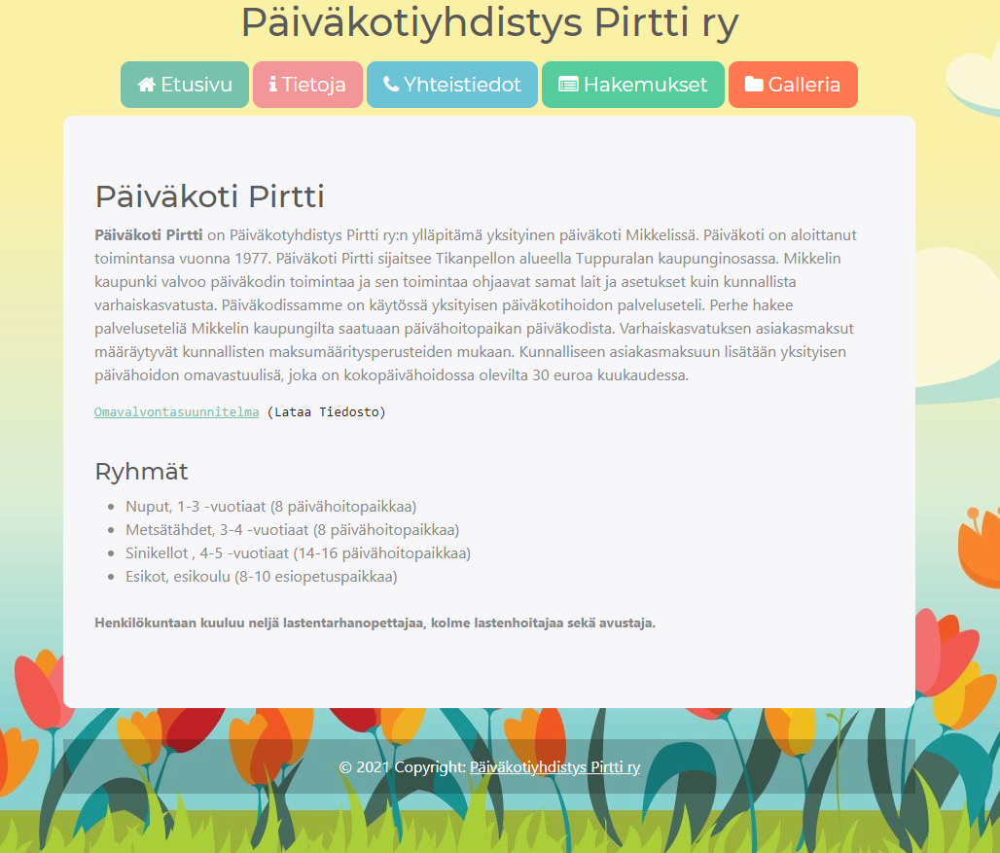 Päiväkotiyhdistys Pirtti ry
Etusivu Tietoja Yhteistiedot Hakemukset Galleria
Päiväkoti Pirtti
Päiväkoti Pirtti on Päiväkotyhdistys Pirtti ry:n ylläpitämä yksityinen päiväkoti Mikkelissä. Päiväkoti on aloittanut
toimintansa vuonna 1977. Päiväkoti Pirtti sijaitsee Tikanpellon alueella Tuppuralan kaupunginosassa. Mikkelin
kaupunki valvoo päiväkodin toimintaa ja sen toimintaa ohjaavat samat lait ja asetukset kuin kunnallista
varhaiskasvatusta. Päiväkodissamme on käytössä yksityisen päiväkotihoidon palveluseteli. Perhe hakee
palveluseteliä Mikkelin kaupungilta saatuaan päivähoitopaikan päiväkodista. Varhaiskasvatuksen asiakasmaksut
määräytyvät kunnallisten maksumääritysperusteiden mukaan. Kunnalliseen asiakasmaksuun lisätään yksityisen
päivähoidon omavastuulisä, joka on kokopäivähoidossa olevilta 30 euroa kuukaudessa.
Omavalvontasuunnitelma (Lataa Tiedosto)
Ryhmät
• Nuput, 1-3 -vuotiaat (8 päivähoitopaikkaa)
• Metsätähdet, 3-4 -vuotiaat (8 päivähoitopaikkaa)
• Sinikellot , 4-5 -vuotiaat (14-16 päivähoitopaikkaa)
• Esikot, esikoulu (8-10 esiopetuspaikkaa)
Henkilökuntaan kuuluu neljä lastentarhanopettajaa, kolme lastenhoitajaa sekä avustaja.
© 2021 Copyright: Päiväkotiyhdistys Pirtti ry